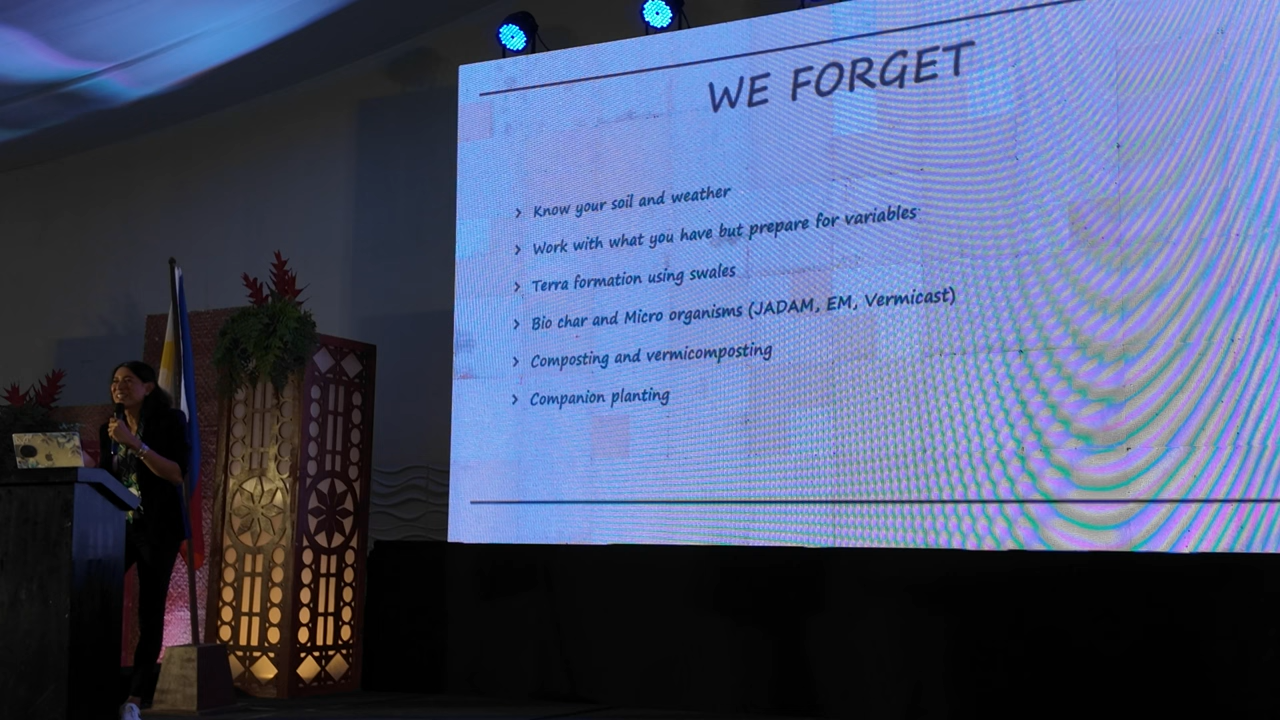 WE FORGET
> Know your soil and weather
> Work with what you have but prepare for variables
> Terra formation using swales
> Bio char and Micro organisms (JADAM, EM, Vermicast)
> Composting and vermicomposting
> Companion planting